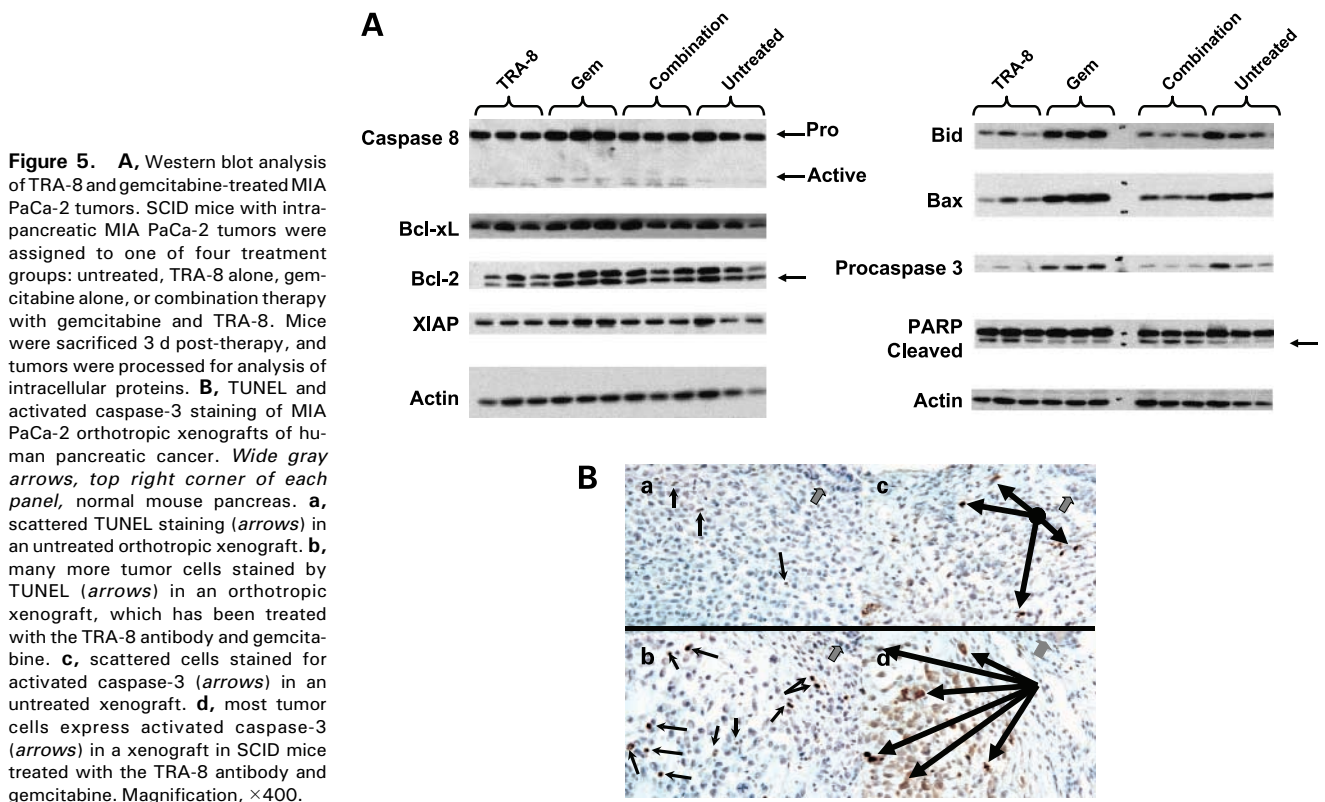 Figure 5. A, Western blot analysis
of TRA-8 and gemcitabine-treated MIA
PaCa-2 tumors. SCID mice with intra-
pancreatic MIA PaCa-2 tumors were
assigned to one of four treatment
groups: untreated, TRA-8 alone, gem-
citabine alone, or combination therapy
with gemcitabine and TRA-8. Mice
were sacrificed 3 d post-therapy, and
tumors were processed for analysis of
intracellular proteins. B, TUNEL and
activated caspase-3 staining of MIA
PaCa-2 orthotropic xenografts of hu-
man pancreatic cancer. Wide gray
arrows, top right corner of each
panel, normal mouse pancreas. a,
scattered TUNEL staining (arrows) in
an untreated orthotropic xenograft. b,
many more tumor cells stained by
TUNEL (arrows) in an orthotropic
xenograft, which has been treated
with the TRA-8 antibody and gemcita-
bine. c, scattered cells stained for
activated caspase-3 (arrows) in an
untreated xenograft. d, most tumor
cells express activated caspase-3
(arrows) in a xenograft in SCID mice
treated with the TRA-8 antibody and
gemcitabine. Magnification, ×400.
A
TRA-8 Gem Combination Untreated
Caspase 8
Pro
Active
Bcl-xL
Bcl-2
XIAP
Actin
TRA-8 Gem Combination Untreated
Bid
Bax
Procaspase 3
PARP
Cleaved
Actin
B
a
c
b
d